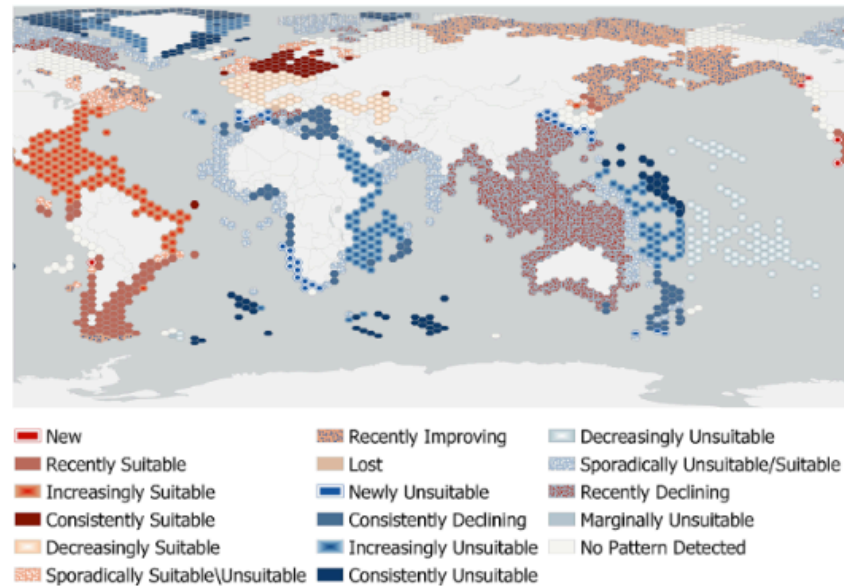 New
Recently Suitable
Increasingly Suitable
Consistently Suitable
Decreasingly Suitable
Sporadically Suitable\Unsuitable
Recently Improving
Lost
Newly Unsuitable
Consistently Declining
Increasingly Unsuitable
Consistently Unsuitable
Decreasingly Unsuitable
Sporadically Unsuitable/Suitable
Recently Declining
Marginally Unsuitable
No Pattern Detected